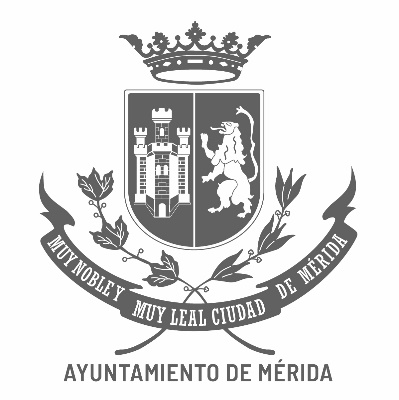 MUY NOBLE Y MUY LEAL CIUDAD DE MÉRIDA
AYUNTAMIENTO DE MÉRIDA